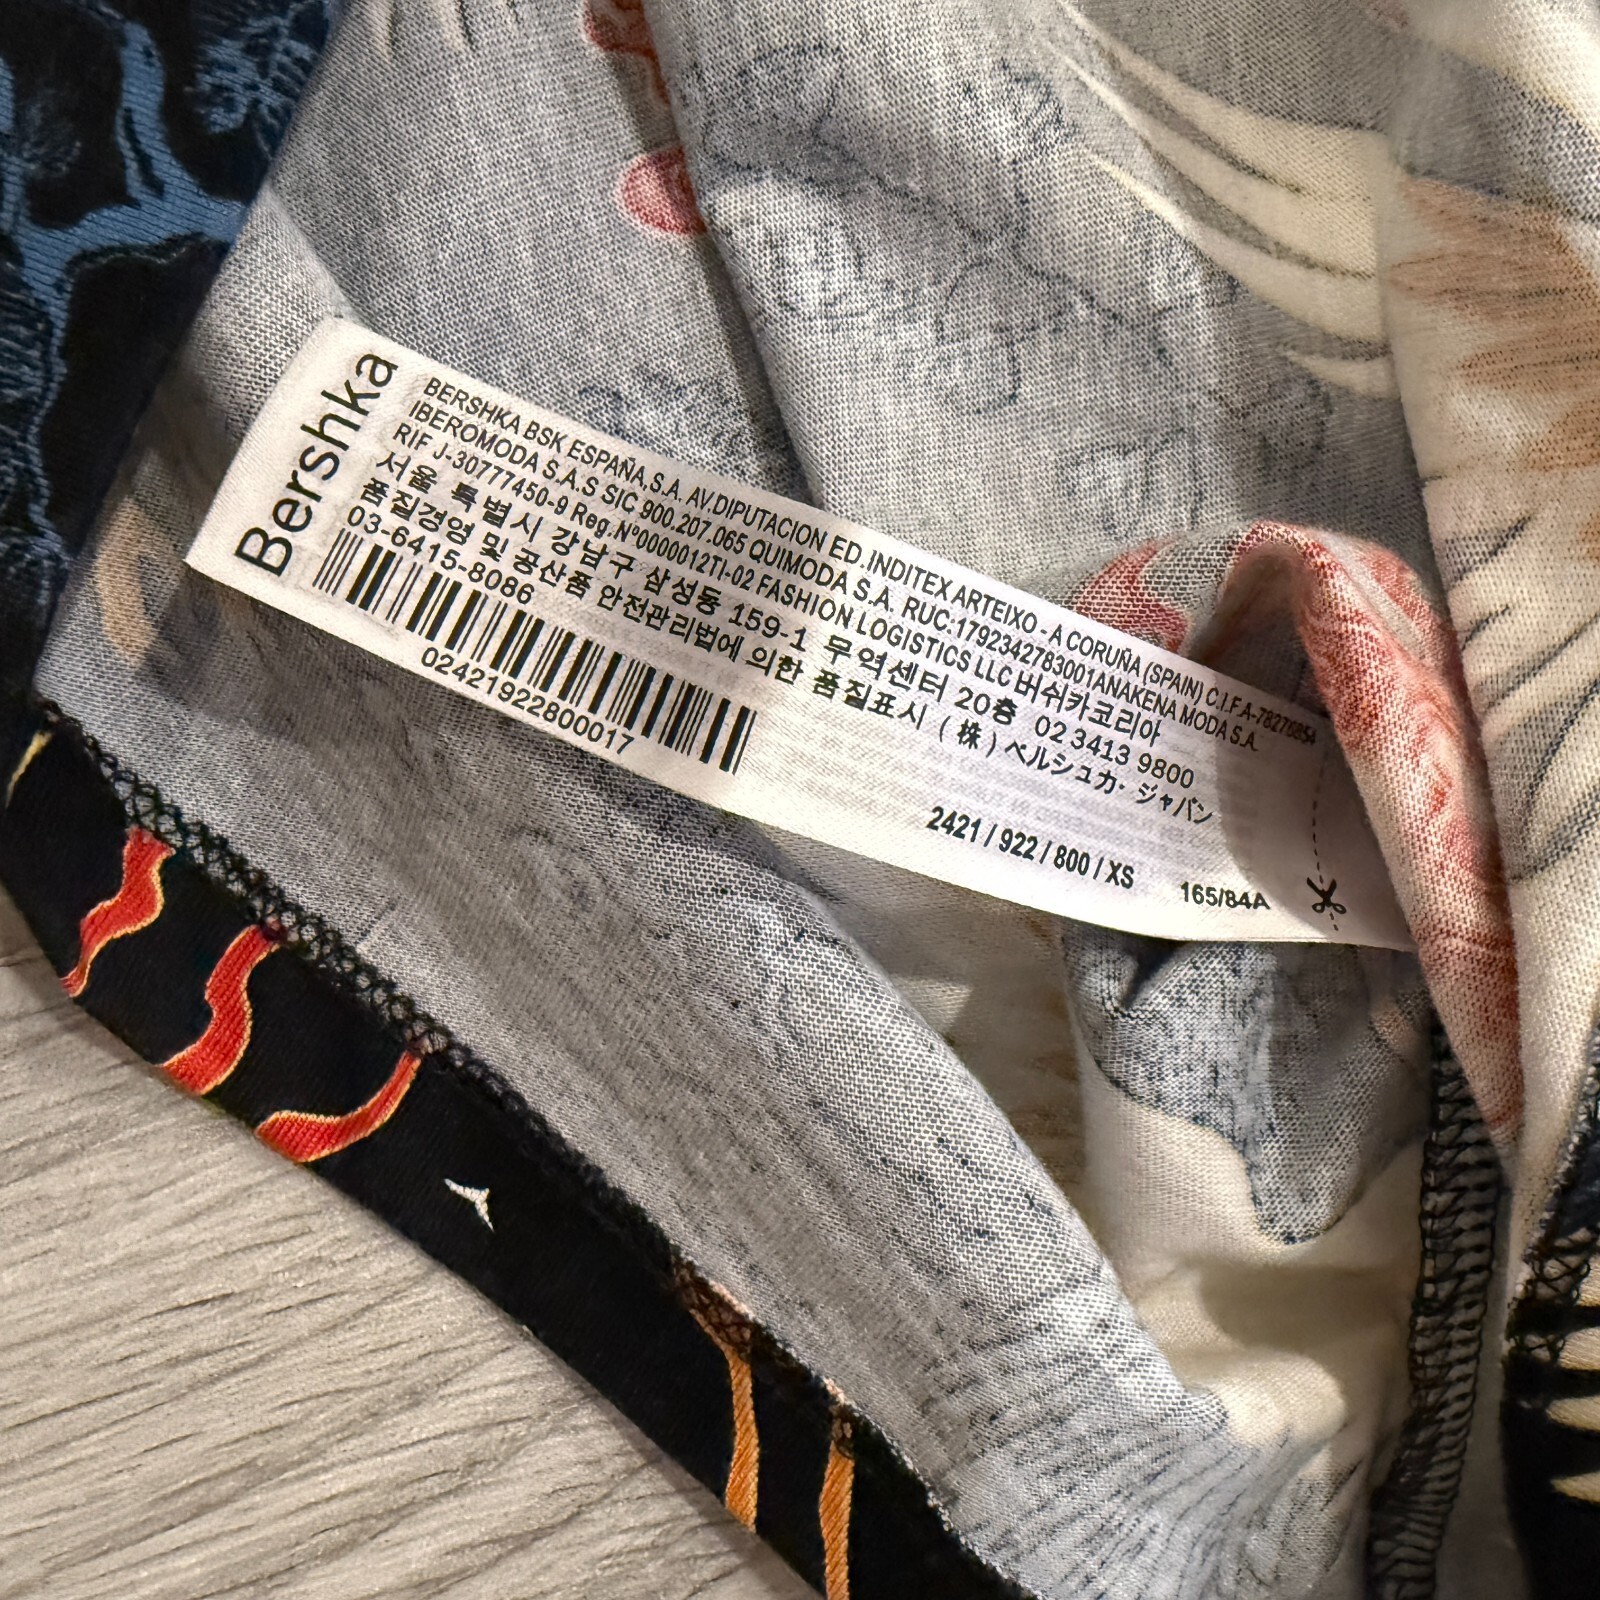 Bershka
BERSHKA BSK ESPAÑA, S.A. AV.DIPUTACION ED. INDITEX ARTEIXO - A CORUÑA (SPAIN) C.I.F.A-78276854
IBEROMODA S.A.S SIC 900.207.065 QUIMODA S.A. RUC:1792342783001ANAKENA MODA S.A.
RIF J-30777450-9 Reg.Nº0000012TI-02 FASHION LOGISTICS LLC 버쉬카코리아
서울 특별시 강남구 삼성동 159-1 무역센터 20층 02 3413 9800
품질경영 및 공산품 안전관리법에 의한 품질표시 (株)ベルシュカ・ジャパン
03-6415-8086
02421922800017
2421 / 922 / 800 / XS
165/84A